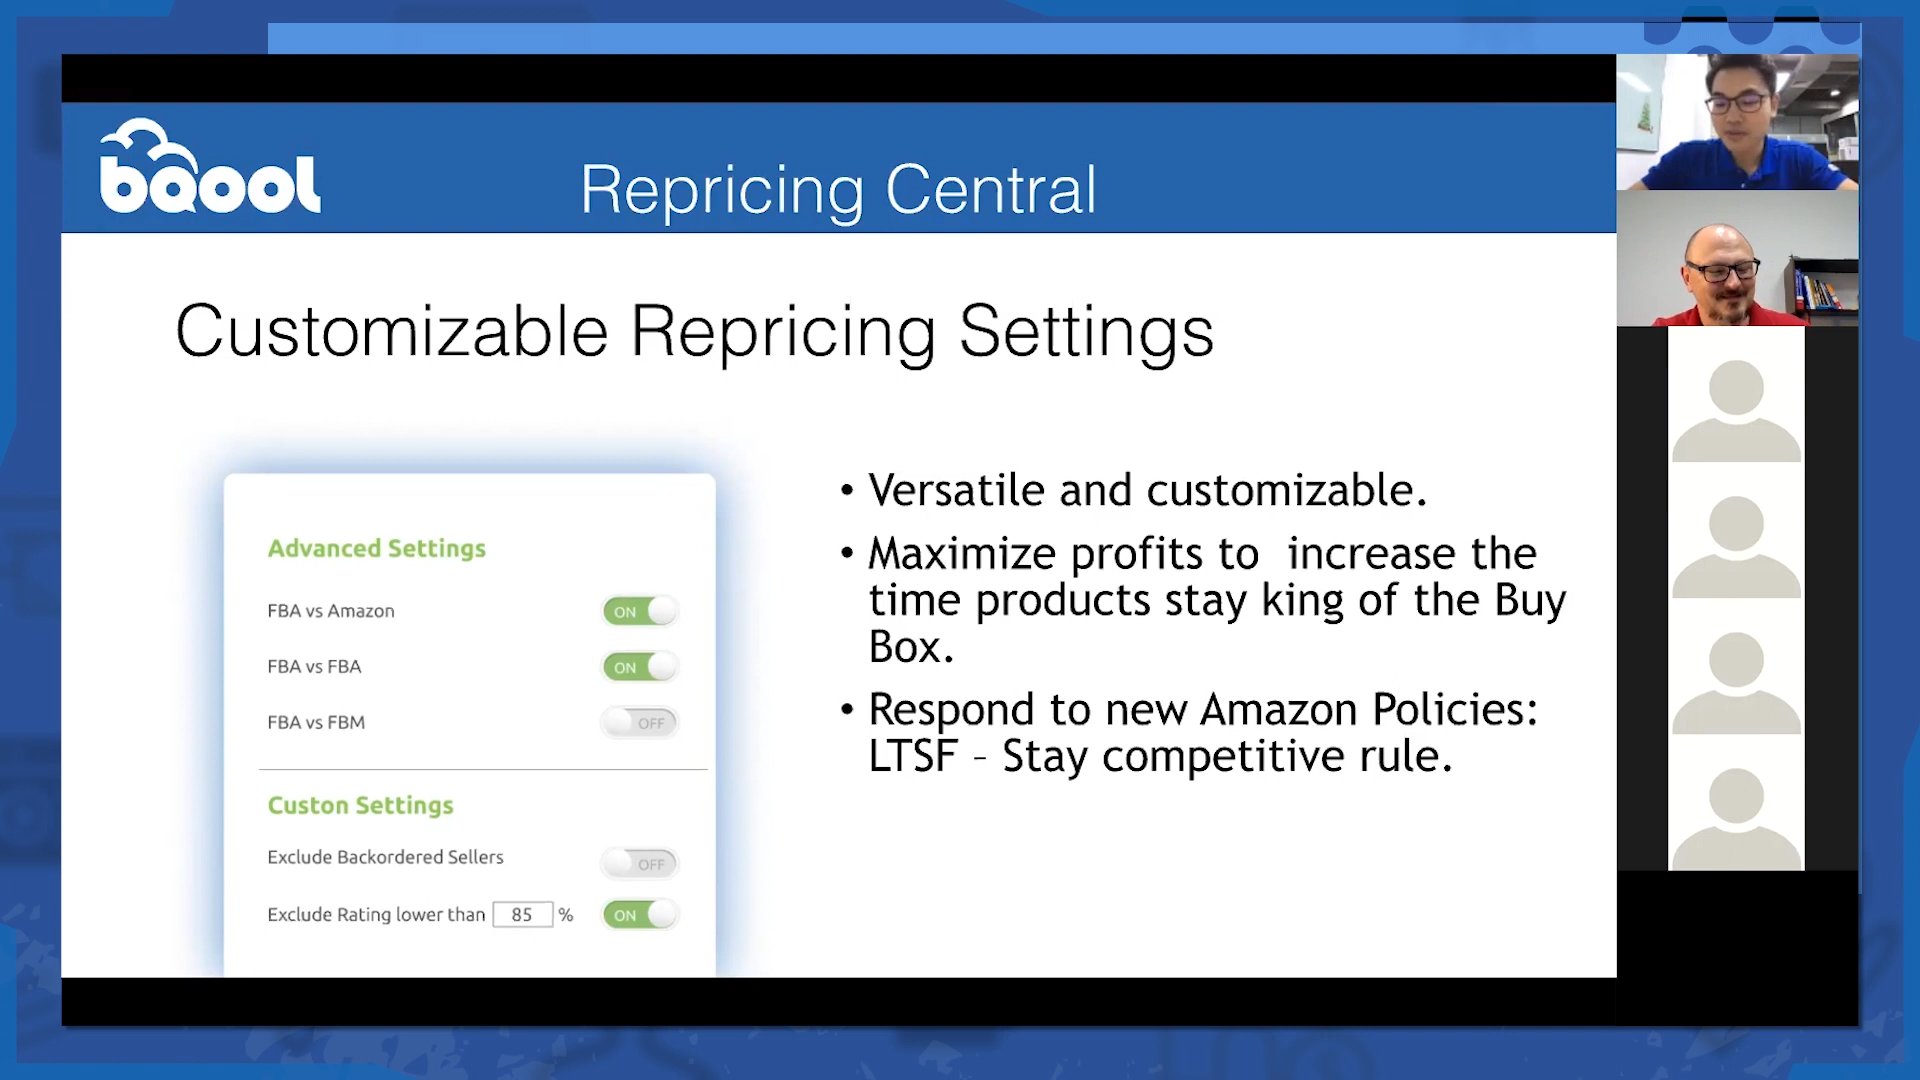 bqool
Repricing Central
Customizable Repricing Settings
Advanced Settings
FBA vs Amazon ON
FBA vs FBA ON
FBA vs FBM OFF
Custon Settings
Exclude Backordered Sellers OFF
Exclude Rating lower than 85 % ON
• Versatile and customizable.
• Maximize profits to increase the
time products stay king of the Buy
Box.
• Respond to new Amazon Policies:
LTSF – Stay competitive rule.